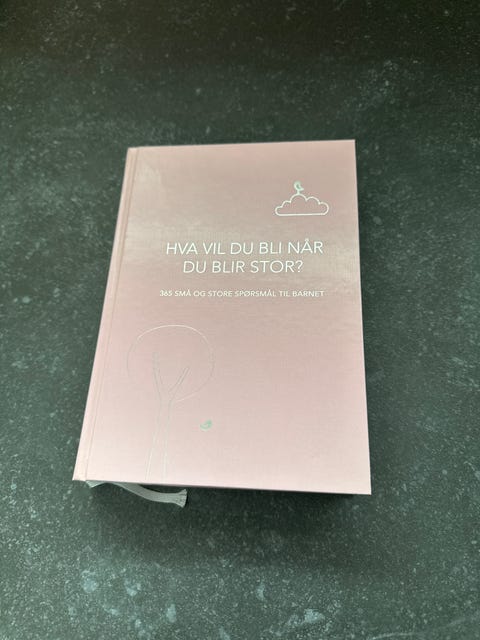 HVA VIL DU BLI NÅR
DU BLIR STOR?
365 SMÅ OG STORE SPØRSMÅL TIL BARNET